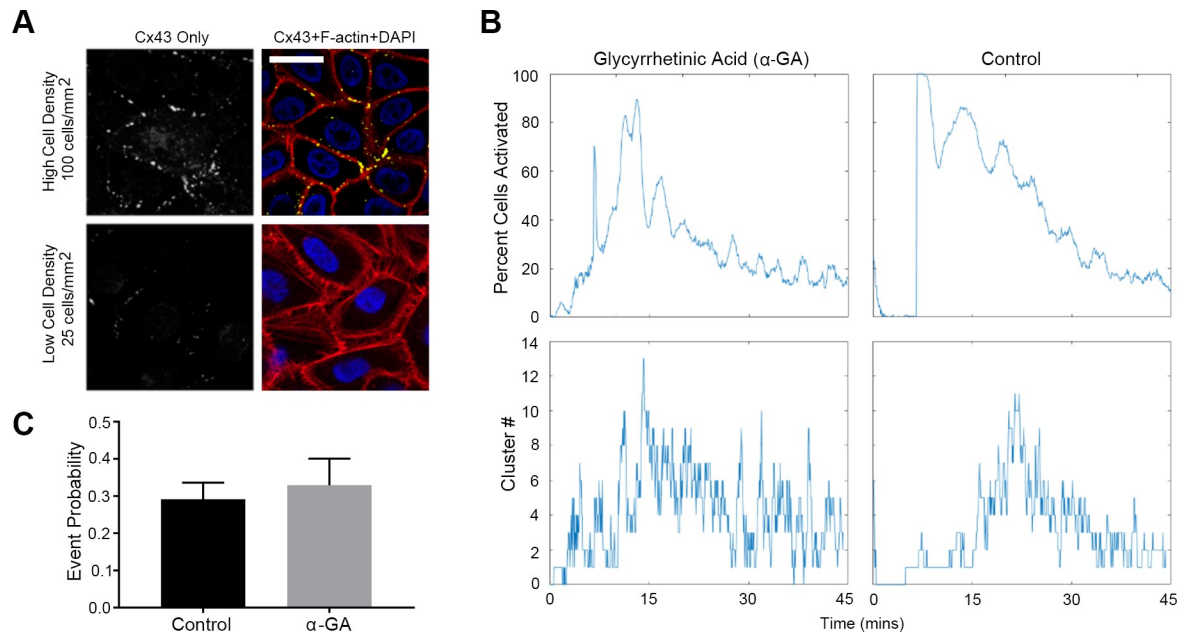 A
Cx43 Only
Cx43+F-actin+DAPI
High Cell Density
100 cells/mm2
Low Cell Density
25 cells/mm2
B
Glycyrrhetinic Acid (α-GA)
Control
Percent Cells Activated
100
80
60
40
20
0
Cluster #
14
12
10
8
6
4
2
0
0
15
30
45
0
15
30
45
Time (mins)
C
Event Probability
0.5
0.4
0.3
0.2
0.1
0.0
Control
α-GA